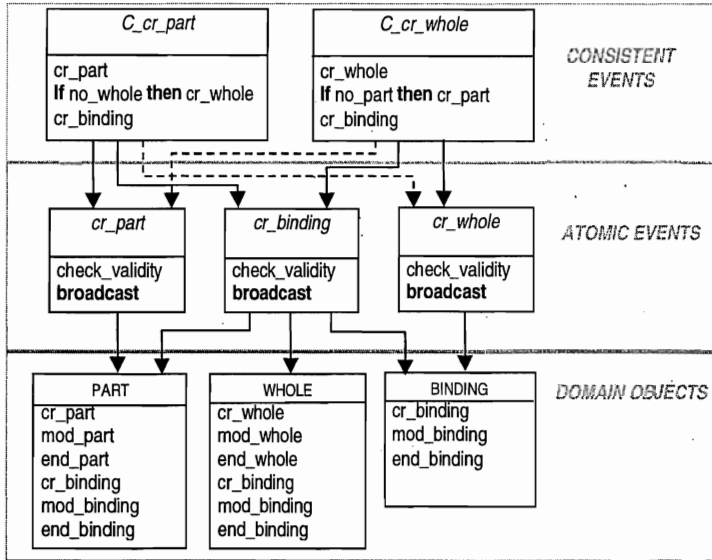 C_cr_part
cr_part
If no_whole then cr_whole
cr_binding
C_cr_whole
cr_whole
If no_part then cr_part
cr_binding
CONSISTENT
EVENTS
cr_part
check_validity
broadcast
cr_binding
check_validity
broadcast
cr_whole
check_validity
broadcast
ATOMIC EVENTS
PART
cr_part
mod_part
end_part
cr_binding
mod_binding
end_binding
WHOLE
cr_whole
mod_whole
end_whole
cr_binding
mod_binding
end_binding
BINDING
cr_binding
mod_binding
end_binding
DOMAIN OBJECTS